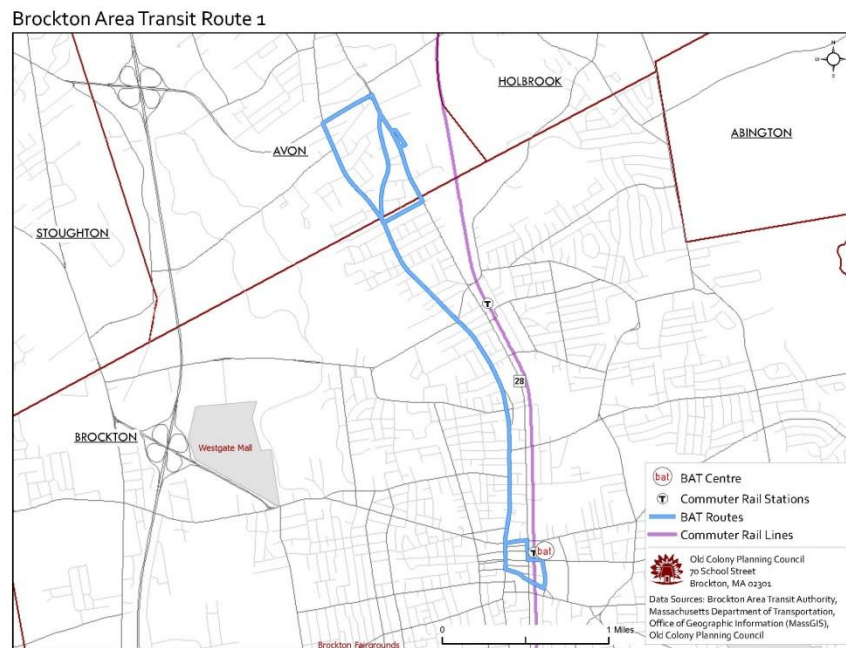 Brockton Area Transit Route 1
HOLBROOK
N
W
E
S
ABINGTON
AVON
STOUGHTON
T
28
BROCKTON
Westgate Mall
bat BAT Centre
T Commuter Rail Stations
BAT Routes
Commuter Rail Lines
T bat
Old Colony Planning Council
70 School Street
Brockton, MA 02301
Data Sources: Brockton Area Transit Authority,
Massachusetts Department of Transportation,
Office of Geographic Information (MassGIS),
Old Colony Planning Council
0 1 Miles
Brockton Fairgrounds